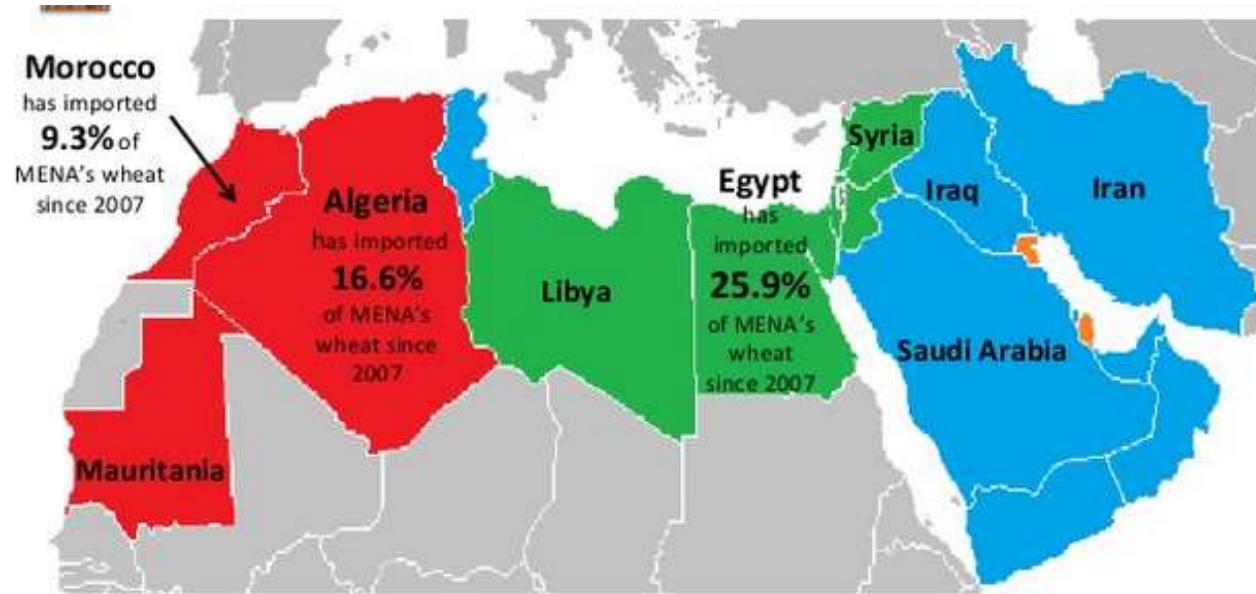 Morocco
has imported
9.3% of
MENA's wheat
since 2007
Algeria
has imported
16.6%
of MENA's
wheat since
2007
Mauritania
Libya
Egypt
has
imported
25.9%
of MENA's
wheat
since 2007
Syria
Iraq
Iran
Saudi Arabia